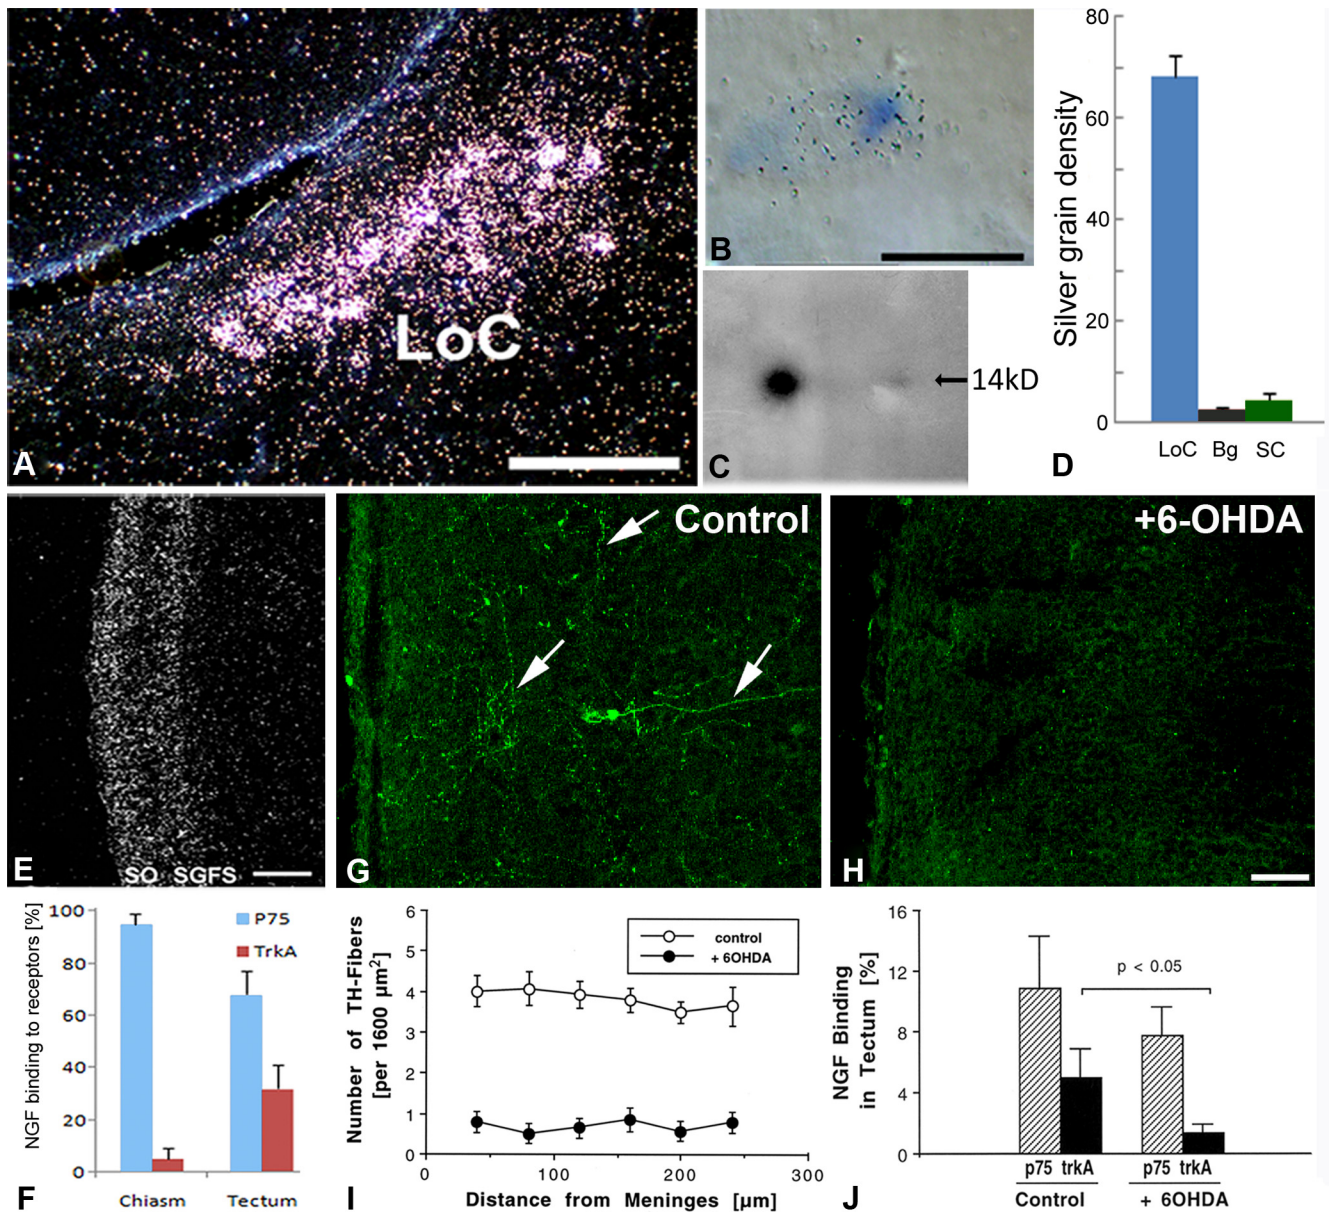 LoC
A
B
14kD
C
Silver grain density
80
60
40
20
0
LoC Bg SC
D
SO SGFS
E
Control
G
+6-OHDA
H
NGF binding to receptors [%]
100
80
60
40
20
0
P75
TrkA
Chiasm Tectum
F
Number of TH-Fibers
[per 1600 µm²]
6
5
4
3
2
1
0
control
+ 6OHDA
0 100 200 300
Distance from Meninges [µm]
I
NGF Binding
in Tectum [%]
16
12
8
4
0
p < 0.05
p75 trkA p75 trkA
Control + 6OHDA
J